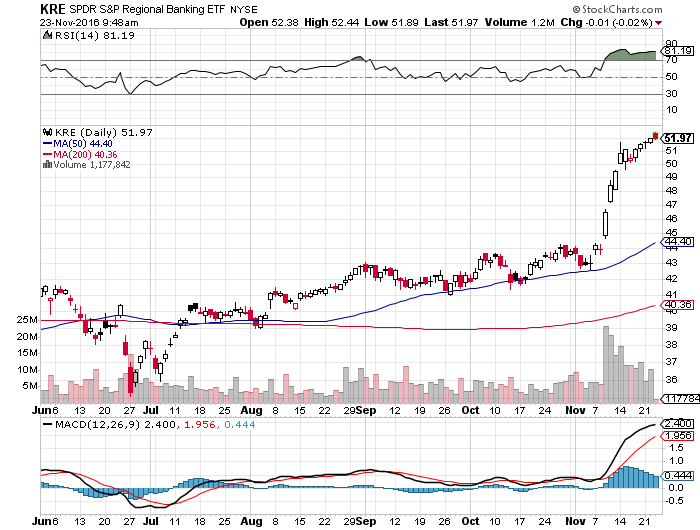 KRE SPDR S&P Regional Banking ETF NYSE © StockCharts.com
23-Nov-2016 9:48am Open 52.38 High 52.44 Low 51.89 Last 51.97 Volume 1.2M Chg -0.01 (-0.02%)
RSI(14) 81.19
90
81.19
70
50
30
10
KRE (Daily) 51.97
MA(50) 44.40
MA(200) 40.36
Volume 1,177,842
51.97
51
50
49
48
47
46
45
44.40
43
42
41
40.36
39
38
37
36
25M
20M
15M
10M
5M
1177842
Jun 6 13 20 27 Jul 11 18 25 Aug 8 15 22 29 Sep 12 19 26 Oct 10 17 24 Nov 7 14 21
MACD(12,26,9) 2.400, 1.956, 0.444
2.400
1.956
1.5
1.0
0.444
0.0
-0.5
Jun 6 13 20 27 Jul 11 18 25 Aug 8 15 22 29 Sep 12 19 26 Oct 10 17 24 Nov 7 14 21